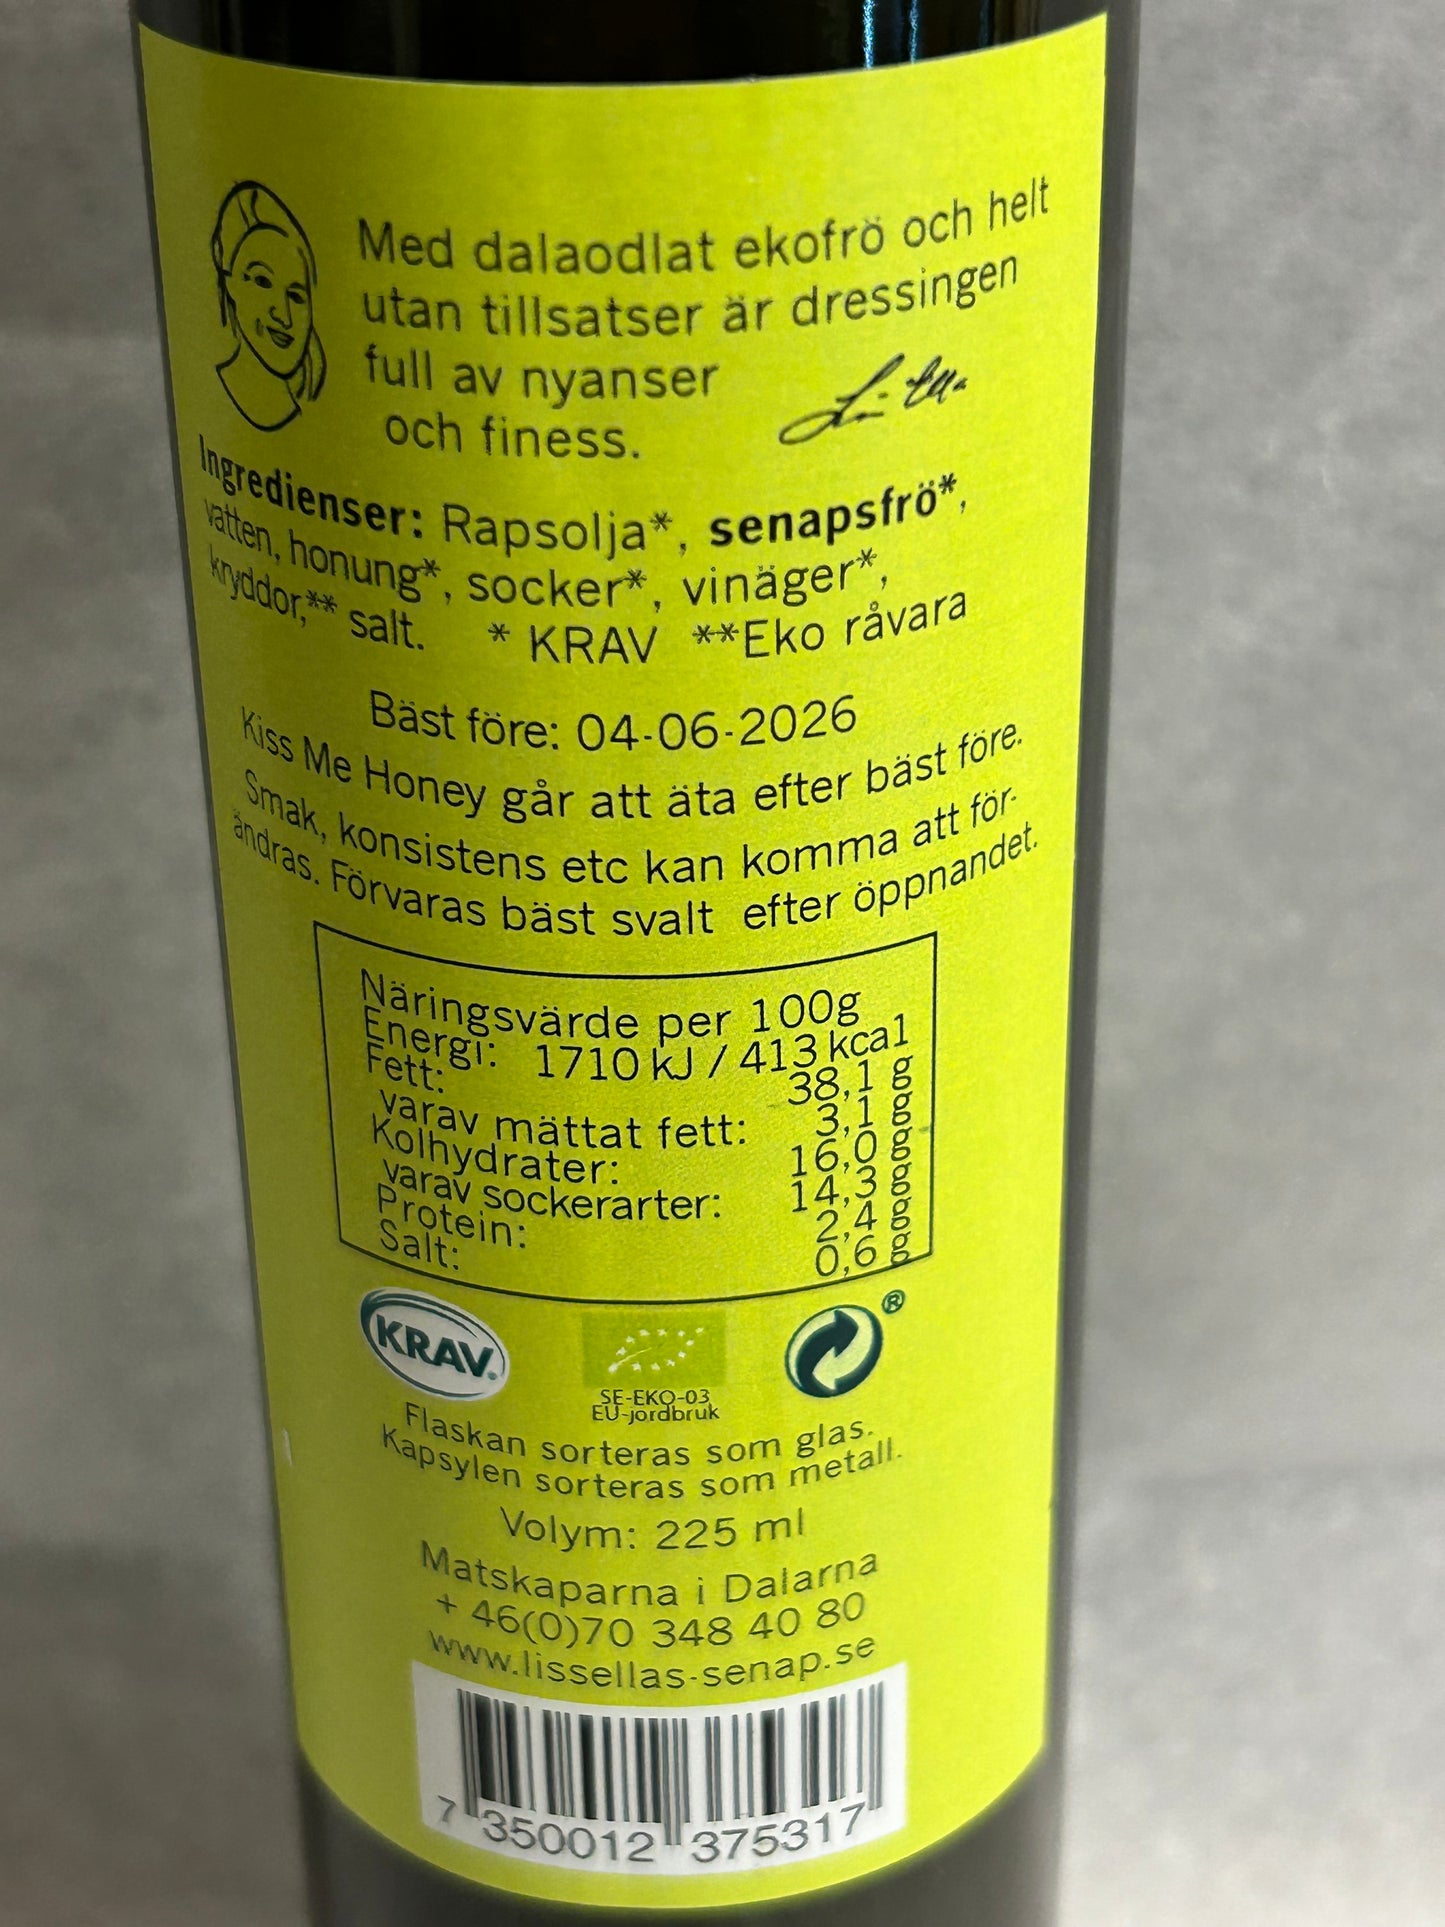 Med dalaodlat ekofrö och helt
utan tillsatser är dressingen
full av nyanser
och finess.
Ingredienser: Rapsolja*, senapsfrö*,
vatten, honung*, socker*, vinäger*,
kryddor,** salt. * KRAV **Eko råvara
Bäst före: 04-06-2026
Kiss Me Honey går att äta efter bäst före.
Smak, konsistens etc kan komma att för-
ändras. Förvaras bäst svalt efter öppnandet.
Näringsvärde per 100g
Energi: 1710 kJ / 413 kcal
Fett: 38,1 g
varav mättat fett: 3,1 g
Kolhydrater: 16,0 g
varav sockerarter: 14,3 g
Protein: 2,4 g
Salt: 0,6 g
KRAV®
®
SE-EKO-03
EU-jordbruk
Flaskan sorteras som glas.
Kapsylen sorteras som metall.
Volym: 225 ml
Matskaparna i Dalarna
+ 46(0)70 348 40 80
www.lissellas-senap.se
7 350012 375317